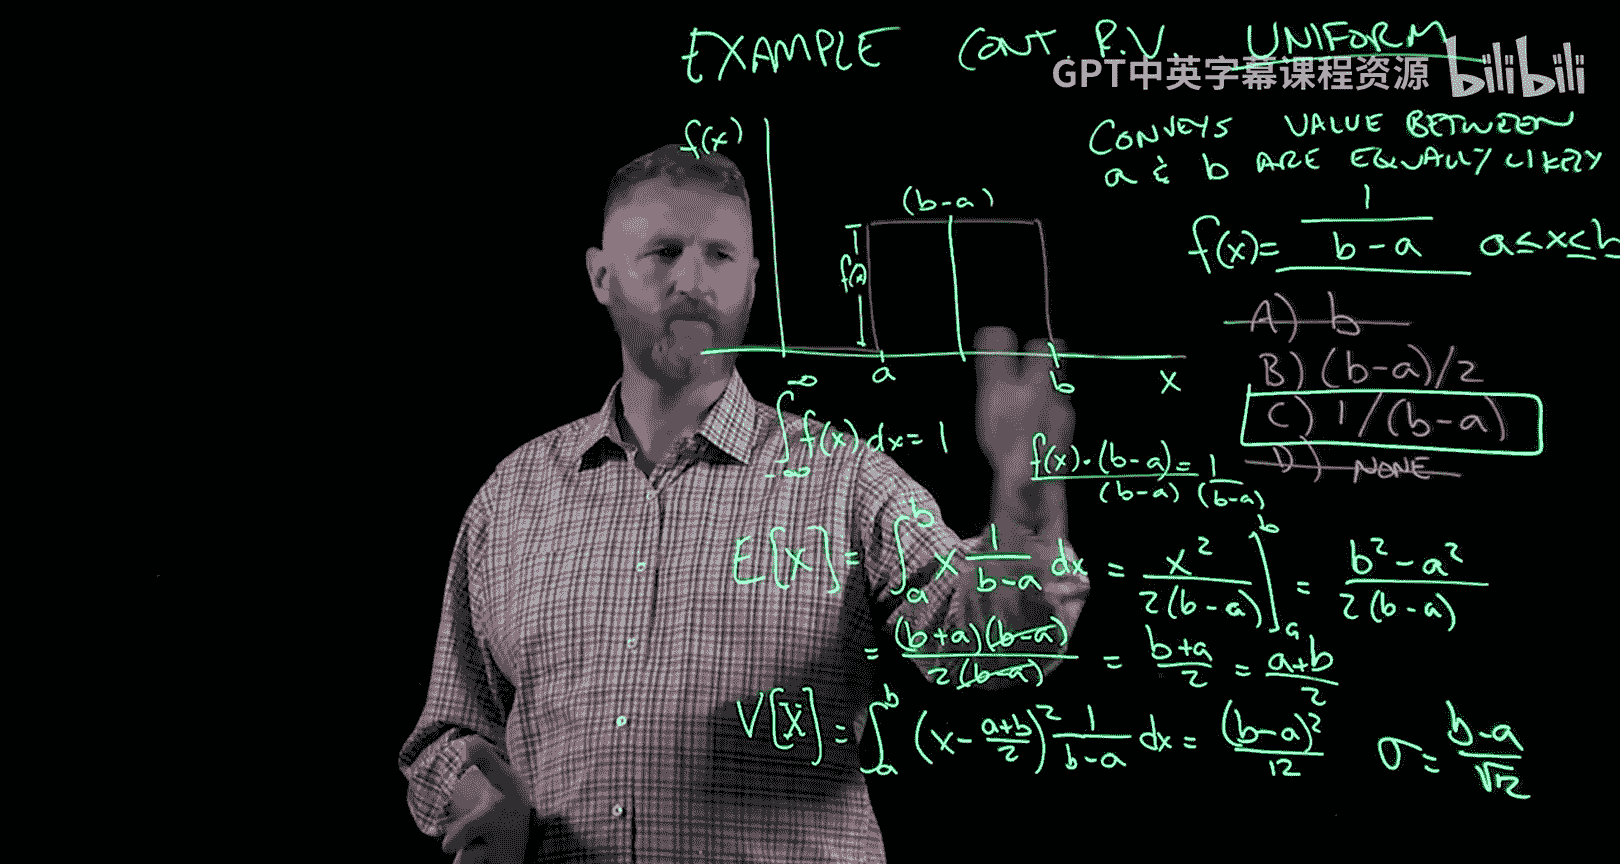 EXAMPLE CONT. R.V. UNIFORM
GPT中英字幕课程资源 bilibili
CONVEYS VALUE BETWEEN
a & b ARE EQUALLY LIKELY
f(x)
(b-a)
f(x)
a
b
x
f(x)= 1/(b-a) a≤x≤b
A) b
B) (b-a)/2
C) 1/(b-a)
D) NONE
∫_{-∞}^{-∞} f(x) dx = 1
f(x)·(b-a)/(b-a) = 1/(b-a)
E[X] = ∫_a^b x 1/(b-a) dx = x²/2(b-a) ]_a^b = b²-a²/2(b-a)
= (b+a)(b-a)/2(b-a) = b+a/2 = a+b/2
V[X] = ∫_a^b (x - a+b/2)² 1/(b-a) dx = (b-a)²/12 σ = b-a/√12